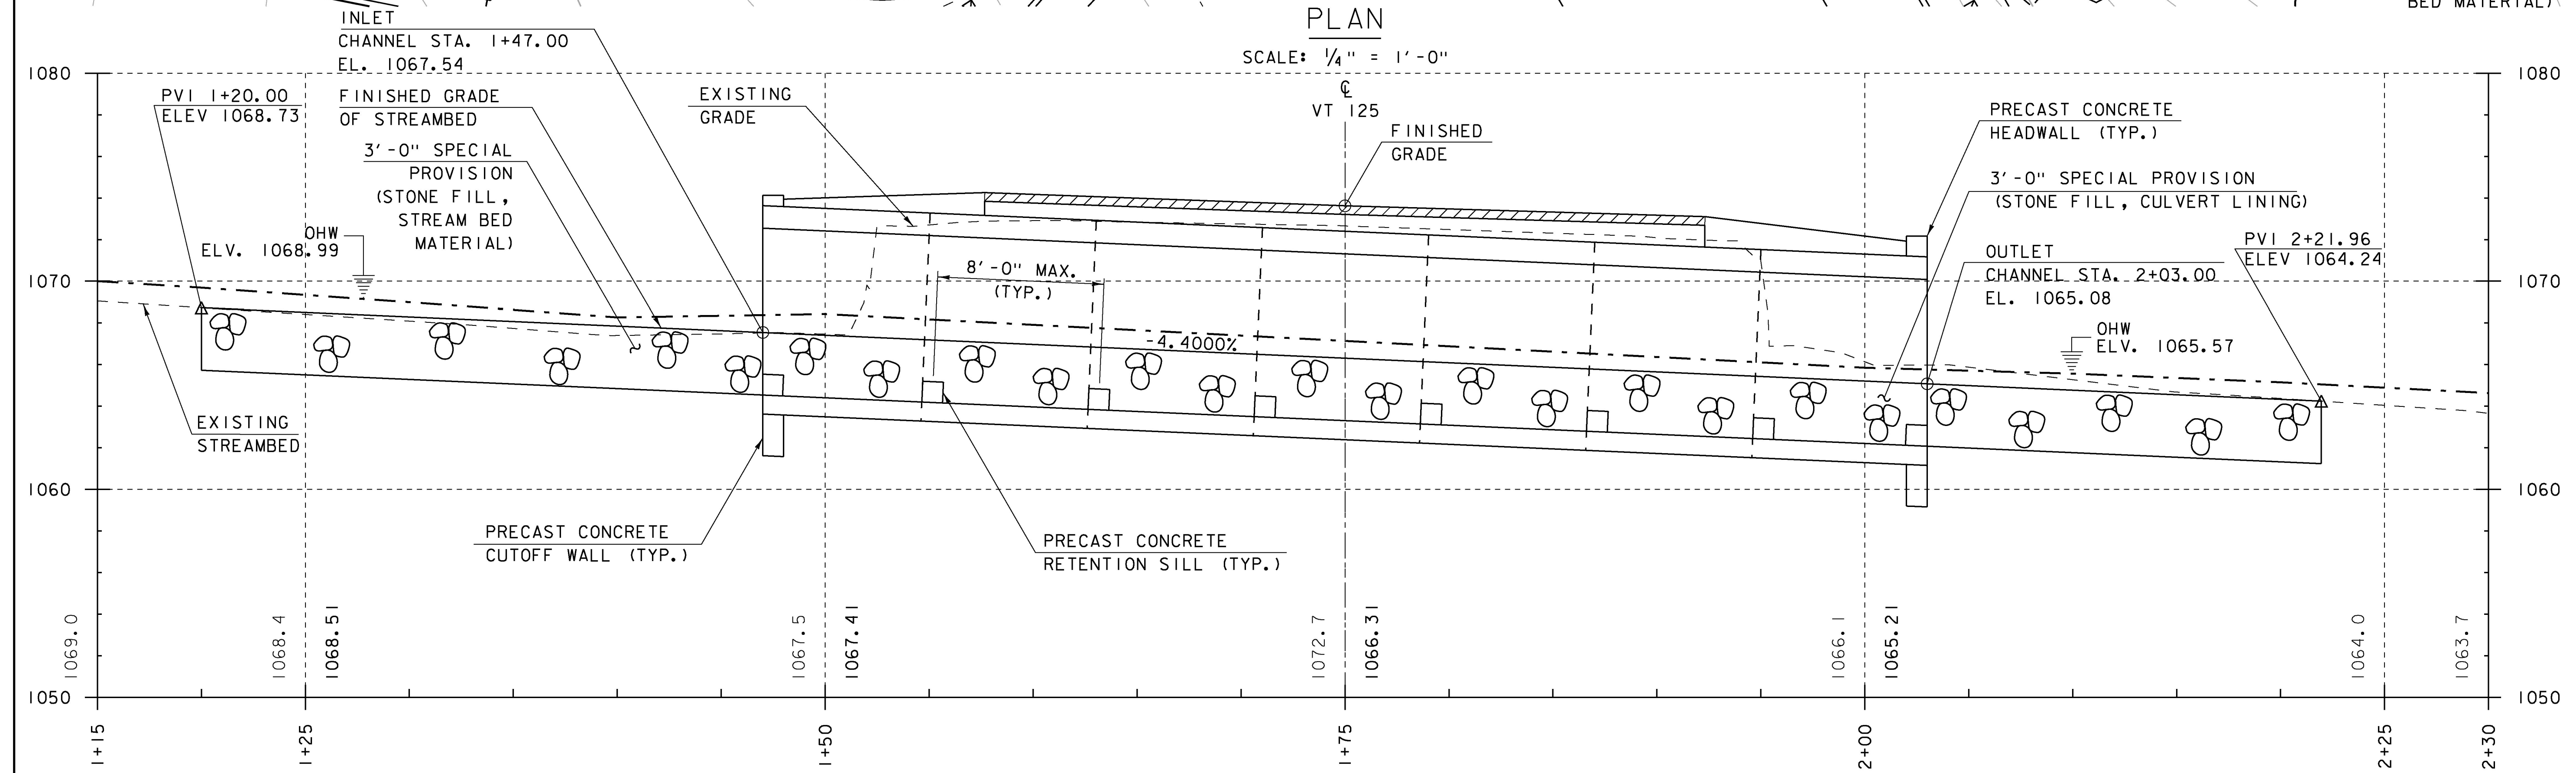 BED MATERIAL)
PLAN
SCALE: 1/4" = 1'-0"
INLET
CHANNEL STA. 1+47.00
EL. 1067.54
1080
1080
PVI 1+20.00
ELEV 1068.73
FINISHED GRADE
OF STREAMBED
EXISTING
GRADE
℄
VT 125
FINISHED
GRADE
PRECAST CONCRETE
HEADWALL (TYP.)
3'-0" SPECIAL
PROVISION
(STONE FILL,
STREAM BED
MATERIAL)
3'-0" SPECIAL PROVISION
(STONE FILL, CULVERT LINING)
OHW
ELV. 1068.99
8'-0" MAX.
(TYP.)
OUTLET
CHANNEL STA. 2+03.00
EL. 1065.08
PVI 2+21.96
ELEV 1064.24
1070
1070
OHW
ELV. 1065.57
-4.4000%
EXISTING
STREAMBED
1060
1060
PRECAST CONCRETE
CUTOFF WALL (TYP.)
PRECAST CONCRETE
RETENTION SILL (TYP.)
1069.0
1068.4
1068.51
1067.5
1067.41
1072.7
1066.31
1066.1
1065.21
1064.0
1063.7
1050
1050
1+15
1+25
1+50
1+75
2+00
2+25
2+30